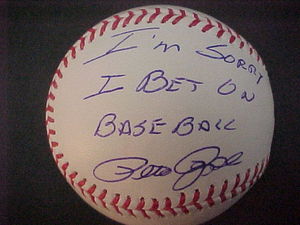 I'm Sorry
I Bet On
Baseball
Pete Rose